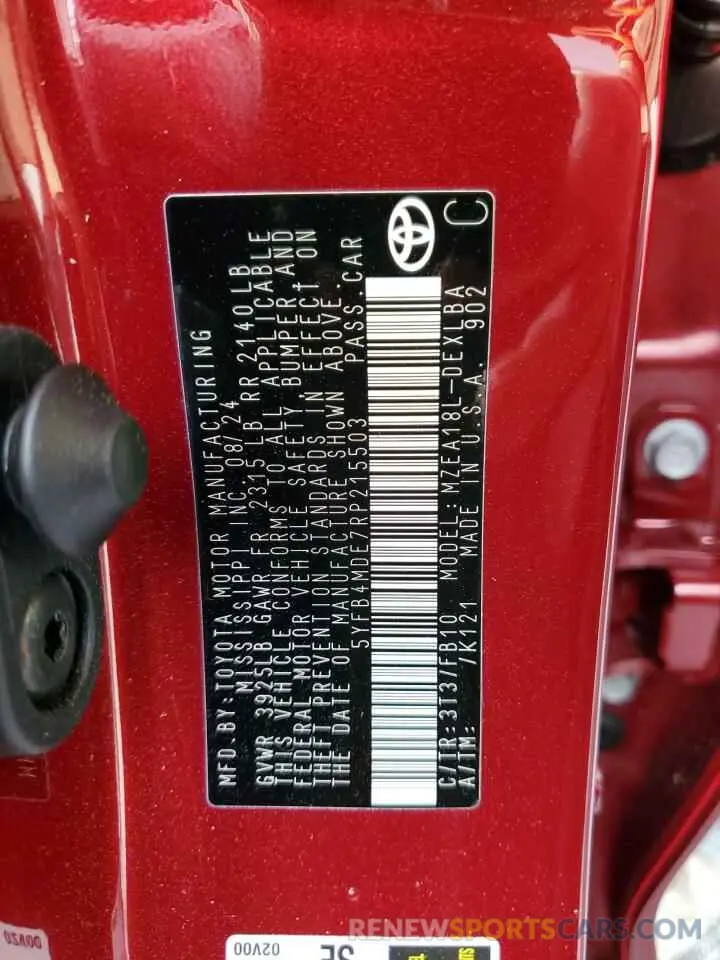 MFD. BY: TOYOTA MOTOR MANUFACTURING
MISSISSIPPI INC. 08/24
GVWR 3925LB GAWR FR 2315LB RR 2140LB
THIS VEHICLE CONFORMS TO ALL APPLICABLE
FEDERAL MOTOR VEHICLE SAFETY, BUMPER, AND
THEFT PREVENTION STANDARDS IN EFFECT ON
THE DATE OF MANUFACTURE SHOWN ABOVE.
5YFB4MDE7RP215503 PASS. CAR
C/TR: 3T3/FB10 MODEL: MZEA18L-DEXLBA
A/TM: /K121 MADE IN U.S.A. 902
C
02V00
SE
RENEWSPORTSCARS.COM